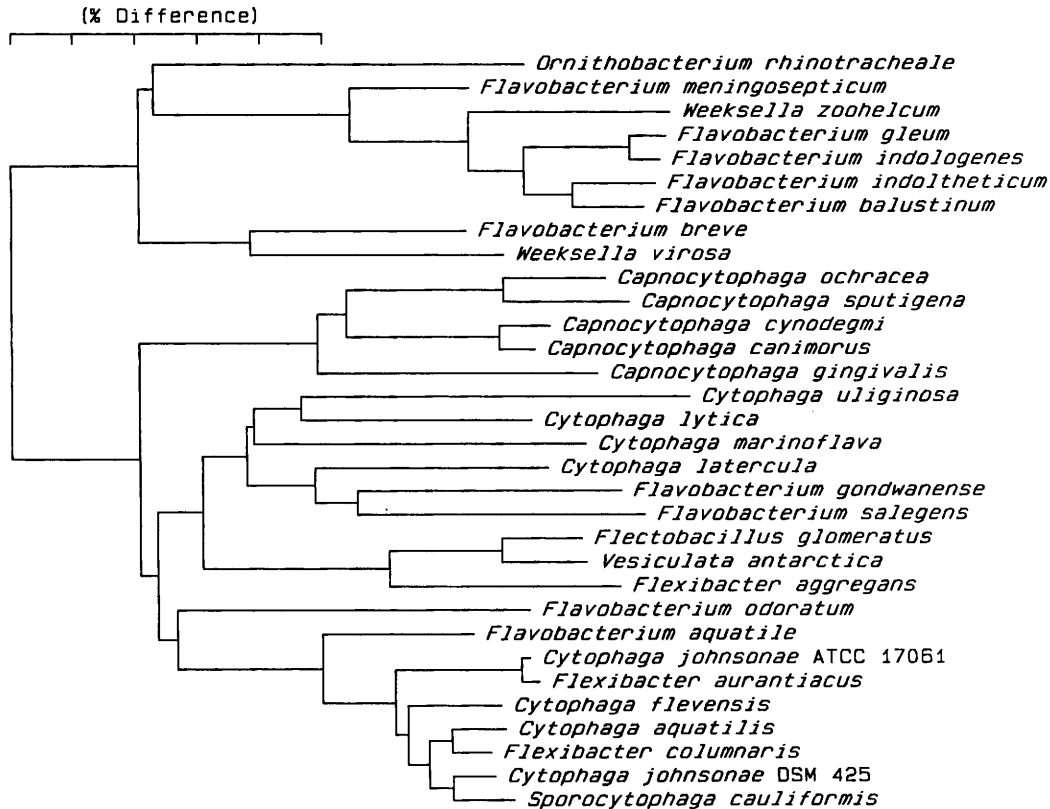 (% Difference)
Ornithobacterium rhinotracheale
Flavobacterium meningosepticum
Weeksella zoohelcum
Flavobacterium gleum
Flavobacterium indologenes
Flavobacterium indoltheticum
Flavobacterium balustinum
Flavobacterium breve
Weeksella virosa
Capnocytophaga ochracea
Capnocytophaga sputigena
Capnocytophaga cynodegmi
Capnocytophaga canimorus
Capnocytophaga gingivalis
Cytophaga uliginosa
Cytophaga lytica
Cytophaga marinoflava
Cytophaga latercula
Flavobacterium gondwanense
Flavobacterium salegens
Flectobacillus glomeratus
Vesiculata antarctica
Flexibacter aggregans
Flavobacterium odoratum
Flavobacterium aquatile
Cytophaga johnsonae ATCC 17061
Flexibacter aurantiacus
Cytophaga flevensis
Cytophaga aquatilis
Flexibacter columnaris
Cytophaga johnsonae DSM 425
Sporocytophaga cauliformis